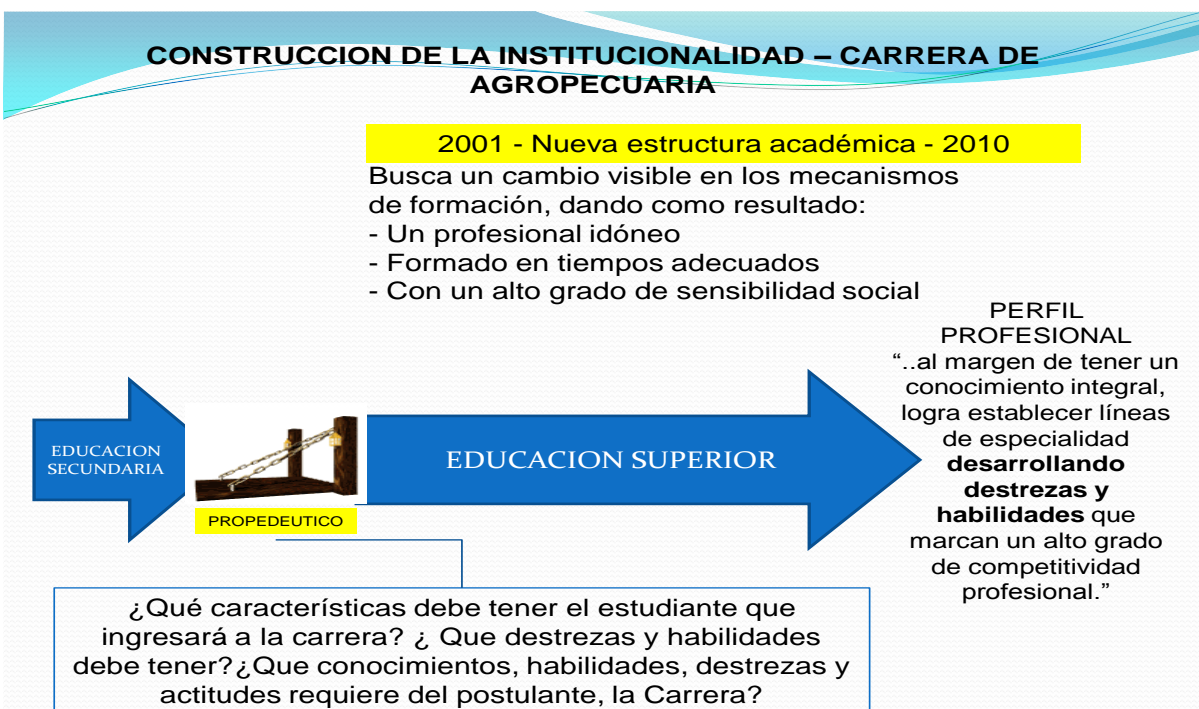 CONSTRUCCION DE LA INSTITUCIONALIDAD – CARRERA DE
AGROPECUARIA
2001 - Nueva estructura académica - 2010
Busca un cambio visible en los mecanismos
de formación, dando como resultado:
- Un profesional idóneo
- Formado en tiempos adecuados
- Con un alto grado de sensibilidad social
EDUCACION
SECUNDARIA
PROPEDEUTICO
EDUCACION SUPERIOR
PERFIL
PROFESIONAL
“..al margen de tener un
conocimiento integral,
logra establecer líneas
de especialidad
desarrollando
destrezas y
habilidades que
marcan un alto grado
de competitividad
profesional.”
¿Qué características debe tener el estudiante que
ingresará a la carrera? ¿ Que destrezas y habilidades
debe tener?¿Que conocimientos, habilidades, destrezas y
actitudes requiere del postulante, la Carrera?